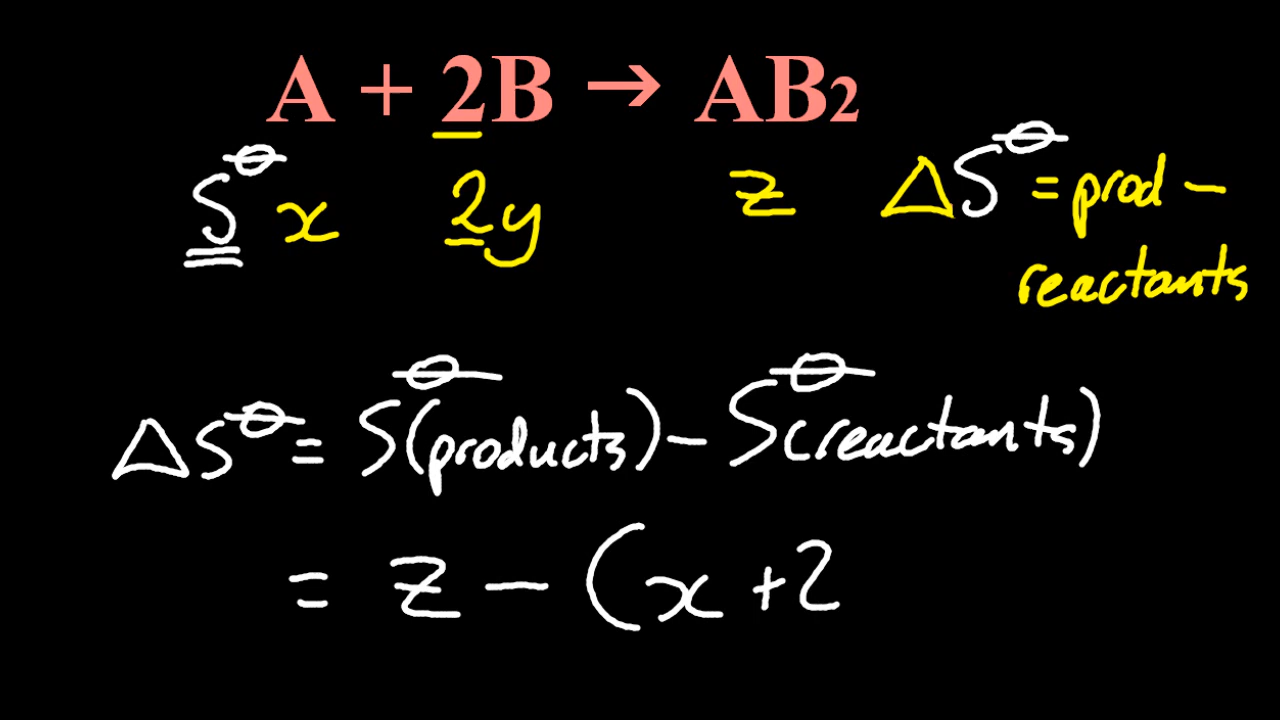 A + 2B → AB₂
S⦵ x 2y z ΔS⦵ = prod –
reactants
ΔS⦵ = S⦵(products) – S⦵(reactants)
= z – (x + 2